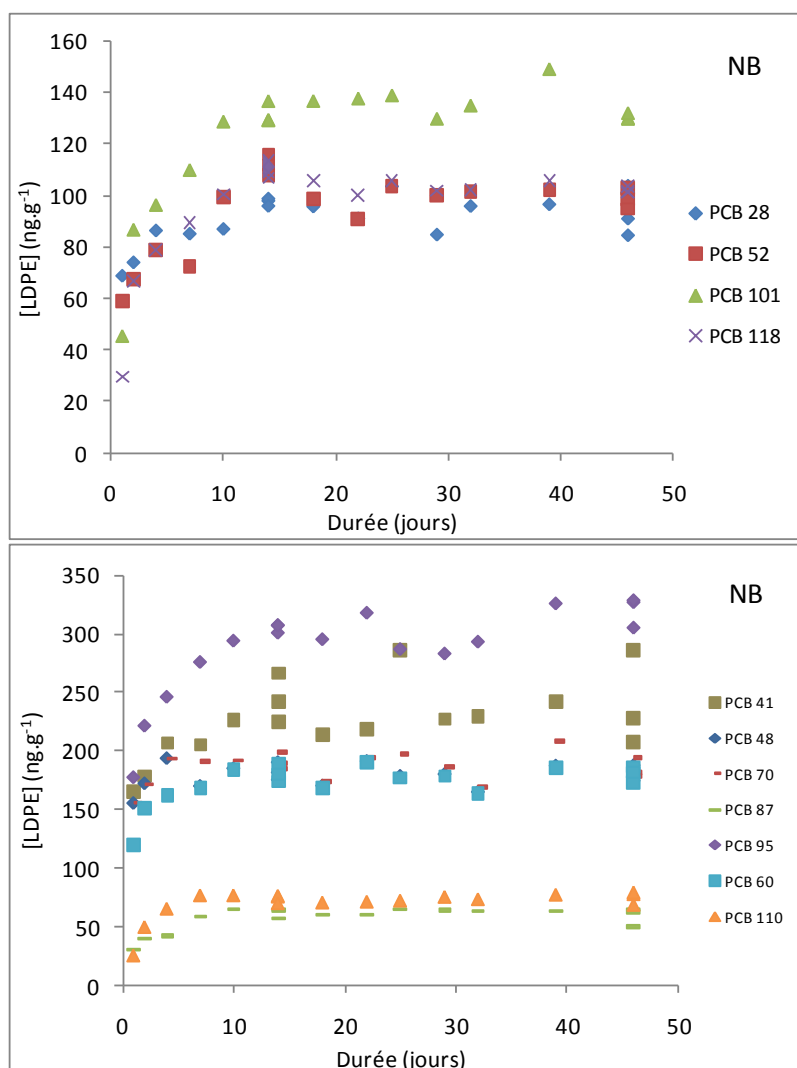 NB
[LDPE] (ng.g-1)
160
140
120
100
80
60
40
20
0
0 10 20 30 40 50
Durée (jours)
PCB 28
PCB 52
PCB 101
PCB 118
NB
[LDPE] (ng.g-1)
350
300
250
200
150
100
50
0
0 10 20 30 40 50
Durée (jours)
PCB 41
PCB 48
PCB 70
PCB 87
PCB 95
PCB 60
PCB 110